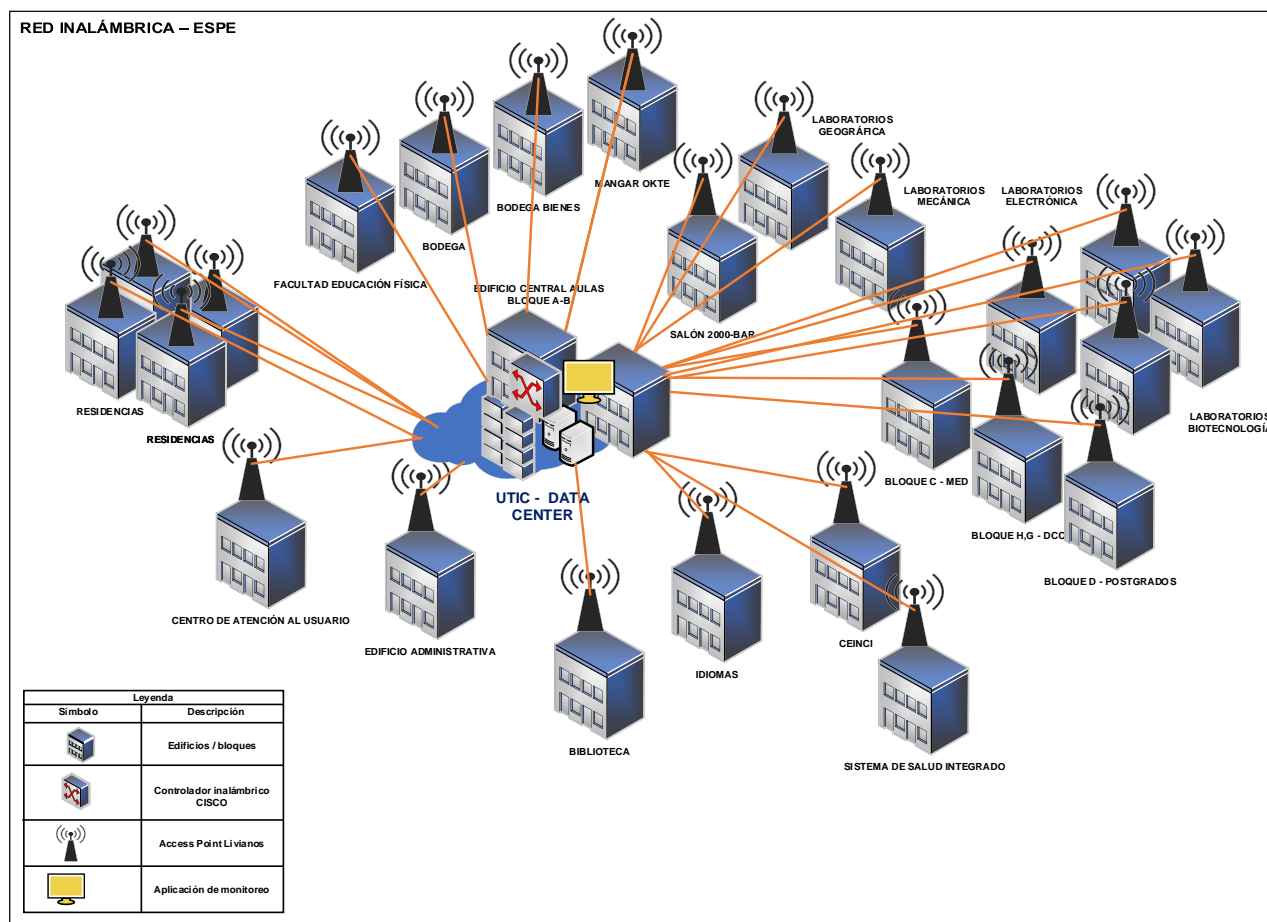 RED INALÁMBRICA – ESPE
LABORATORIOS
GEOGRÁFICA
MANGAR OKTE
LABORATORIOS
MECÁNICA
LABORATORIOS
ELECTRÓNICA
BODEGA BIENES
BODEGA
FACULTAD EDUCACIÓN FÍSICA
EDIFICIO CENTRAL AULAS
BLOQUE A-B
SALÓN 2000-BAR
RESIDENCIAS
RESIDENCIAS
LABORATORIOS
BIOTECNOLOGÍA
BLOQUE C - MED
UTIC - DATA
CENTER
BLOQUE H,G - DCC
BLOQUE D - POSTGRADOS
CENTRO DE ATENCIÓN AL USUARIO
EDIFICIO ADMINISTRATIVA
CEINCI
IDIOMAS
BIBLIOTECA
SISTEMA DE SALUD INTEGRADO
Leyenda
Símbolo
Descripción
Edificios / bloques
Controlador inalámbrico
CISCO
Access Point Livianos
Aplicación de monitoreo